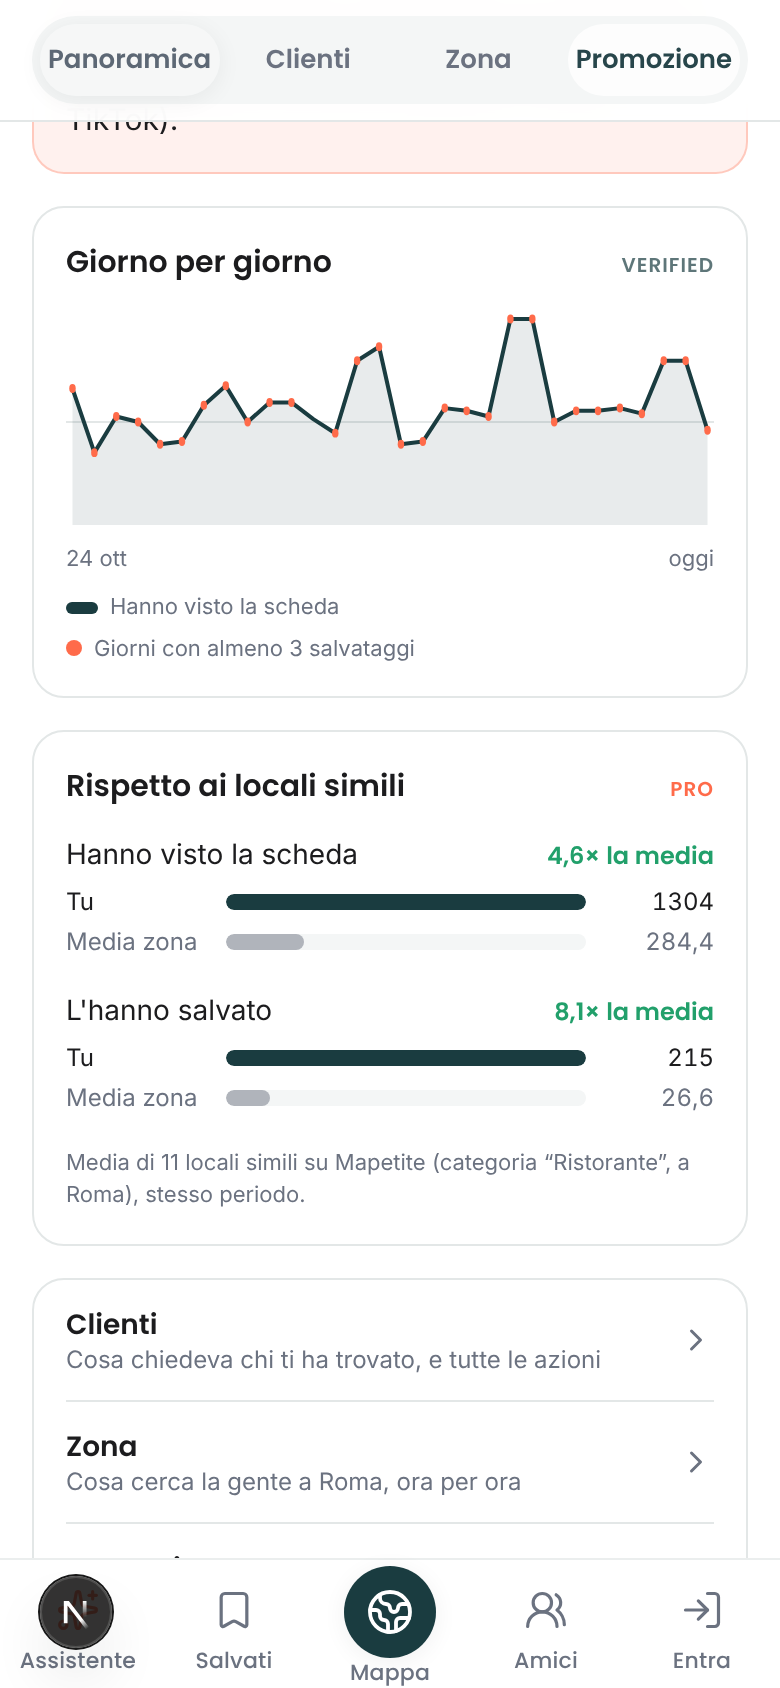 Panoramica
Clienti
Zona
Promozione
TikTok).
Giorno per giorno
VERIFIED
24 ott
oggi
Hanno visto la scheda
Giorni con almeno 3 salvataggi
Rispetto ai locali simili
PRO
Hanno visto la scheda
4,6× la media
Tu
1304
Media zona
284,4
L'hanno salvato
8,1× la media
Tu
215
Media zona
26,6
Media di 11 locali simili su Mapetite (categoria “Ristorante”, a
Roma), stesso periodo.
Clienti
Cosa chiedeva chi ti ha trovato, e tutte le azioni
Zona
Cosa cerca la gente a Roma, ora per ora
N
Assistente
Salvati
Mappa
Amici
Entra